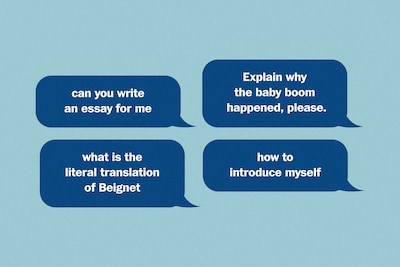 can you write
an essay for me
Explain why
the baby boom
happened, please.
what is the
literal translation
of Beignet
how to
introduce myself